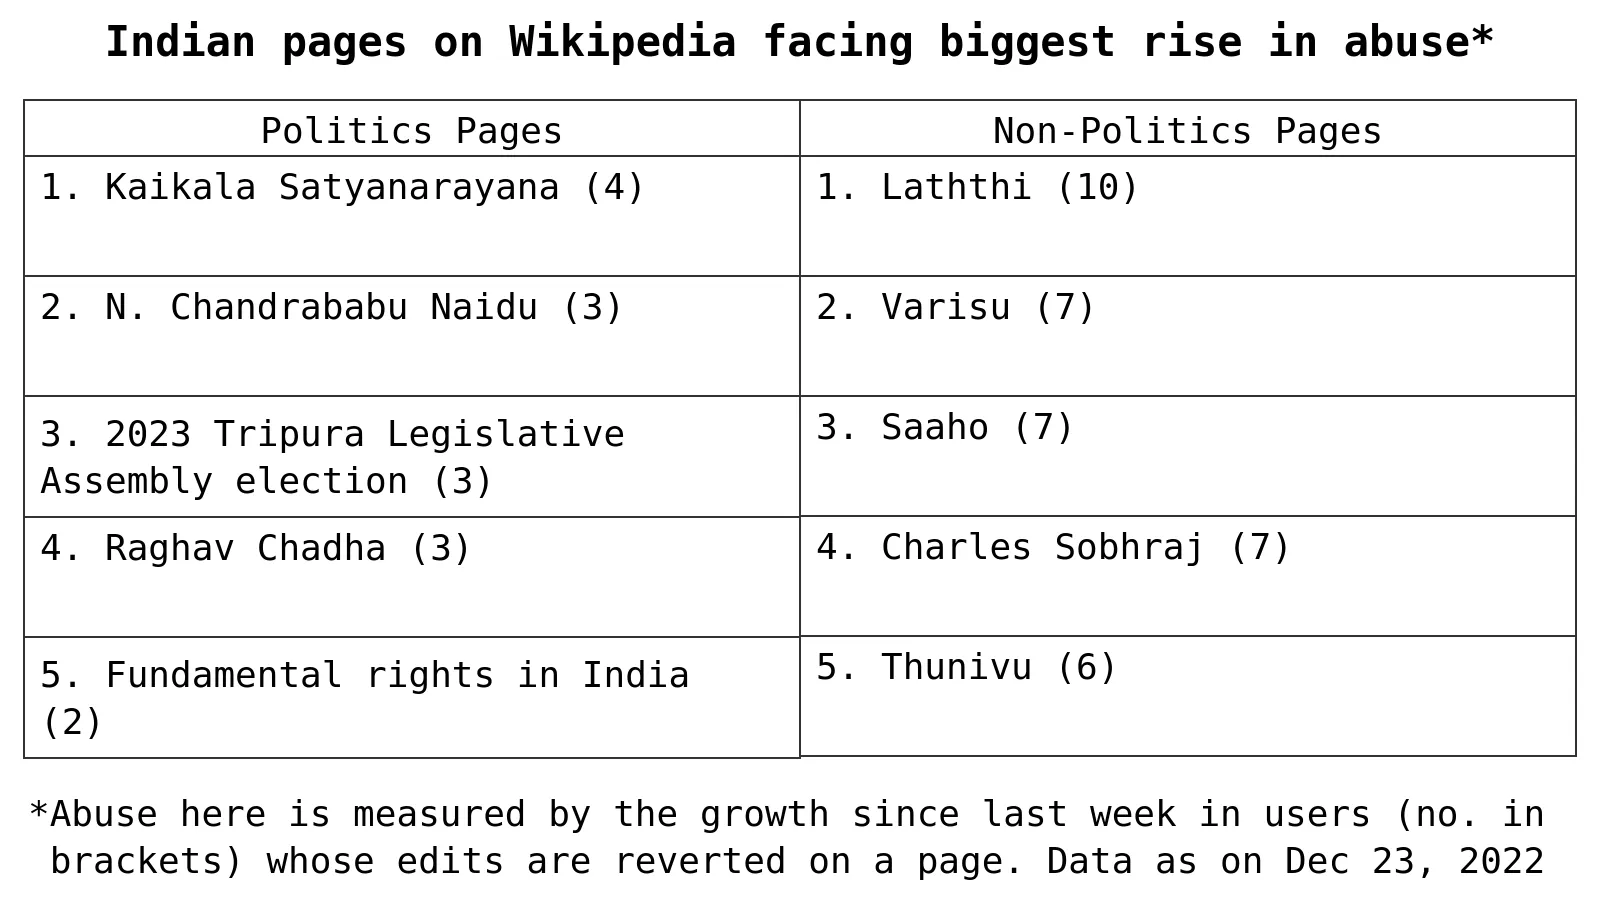 Indian pages on Wikipedia facing biggest rise in abuse*
Politics Pages
Non-Politics Pages
1. Kaikala Satyanarayana (4)
1. Laththi (10)
2. N. Chandrababu Naidu (3)
2. Varisu (7)
3. 2023 Tripura Legislative
Assembly election (3)
3. Saaho (7)
4. Raghav Chadha (3)
4. Charles Sobhraj (7)
5. Fundamental rights in India
(2)
5. Thunivu (6)
*Abuse here is measured by the growth since last week in users (no. in
brackets) whose edits are reverted on a page. Data as on Dec 23, 2022